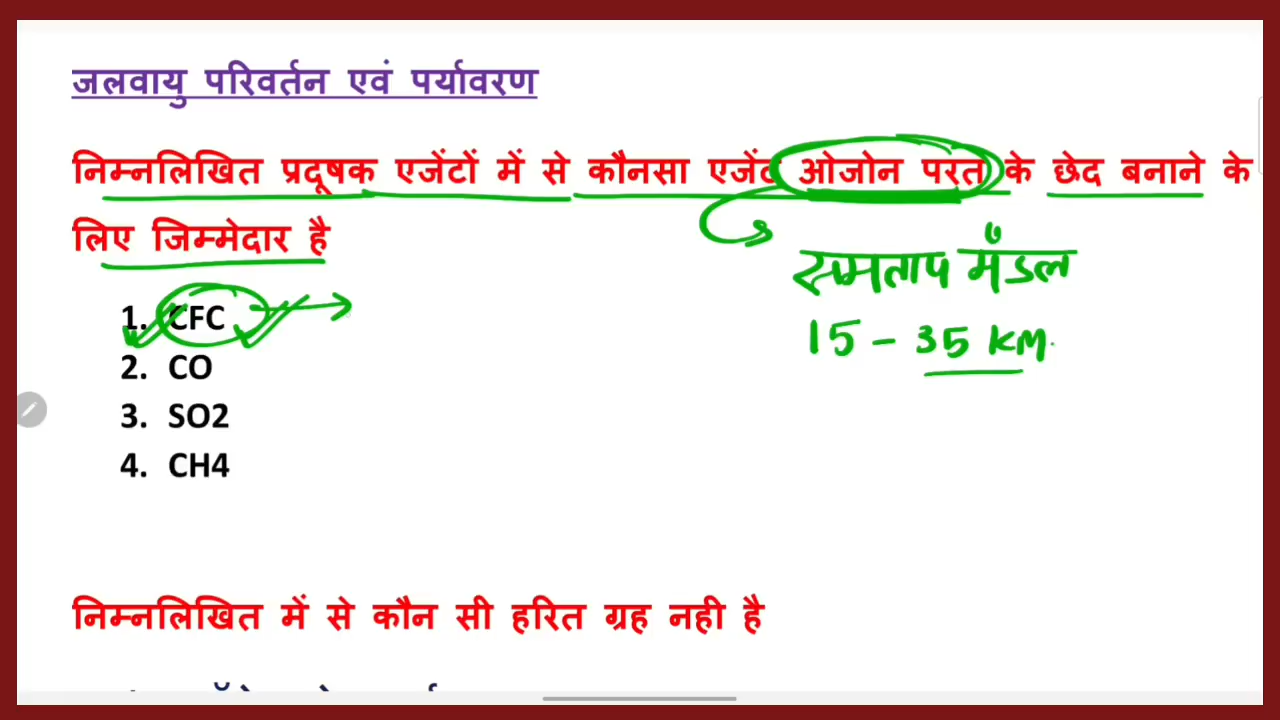 जलवायु परिवर्तन एवं पर्यावरण
निम्नलिखित प्रदूषक एजेंटों में से कौनसा एजेंट ओजोन परत के छेद बनाने के
लिए जिम्मेदार है
समताप मंडल
1. CFC
15 - 35 KM.
2. CO
3. SO2
4. CH4
निम्नलिखित में से कौन सी हरित ग्रह नही है